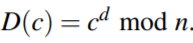 D(c) = c^d mod n.